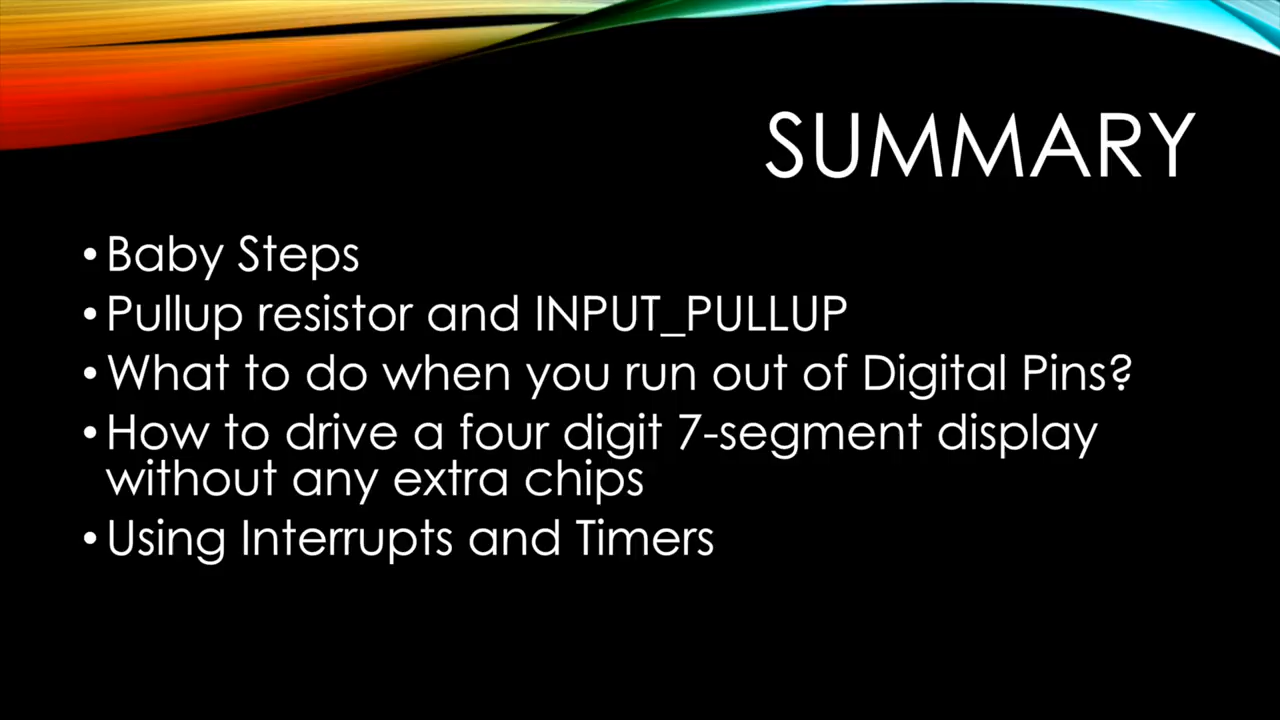 SUMMARY
•Baby Steps
•Pullup resistor and INPUT_PULLUP
•What to do when you run out of Digital Pins?
•How to drive a four digit 7-segment display
without any extra chips
•Using Interrupts and Timers